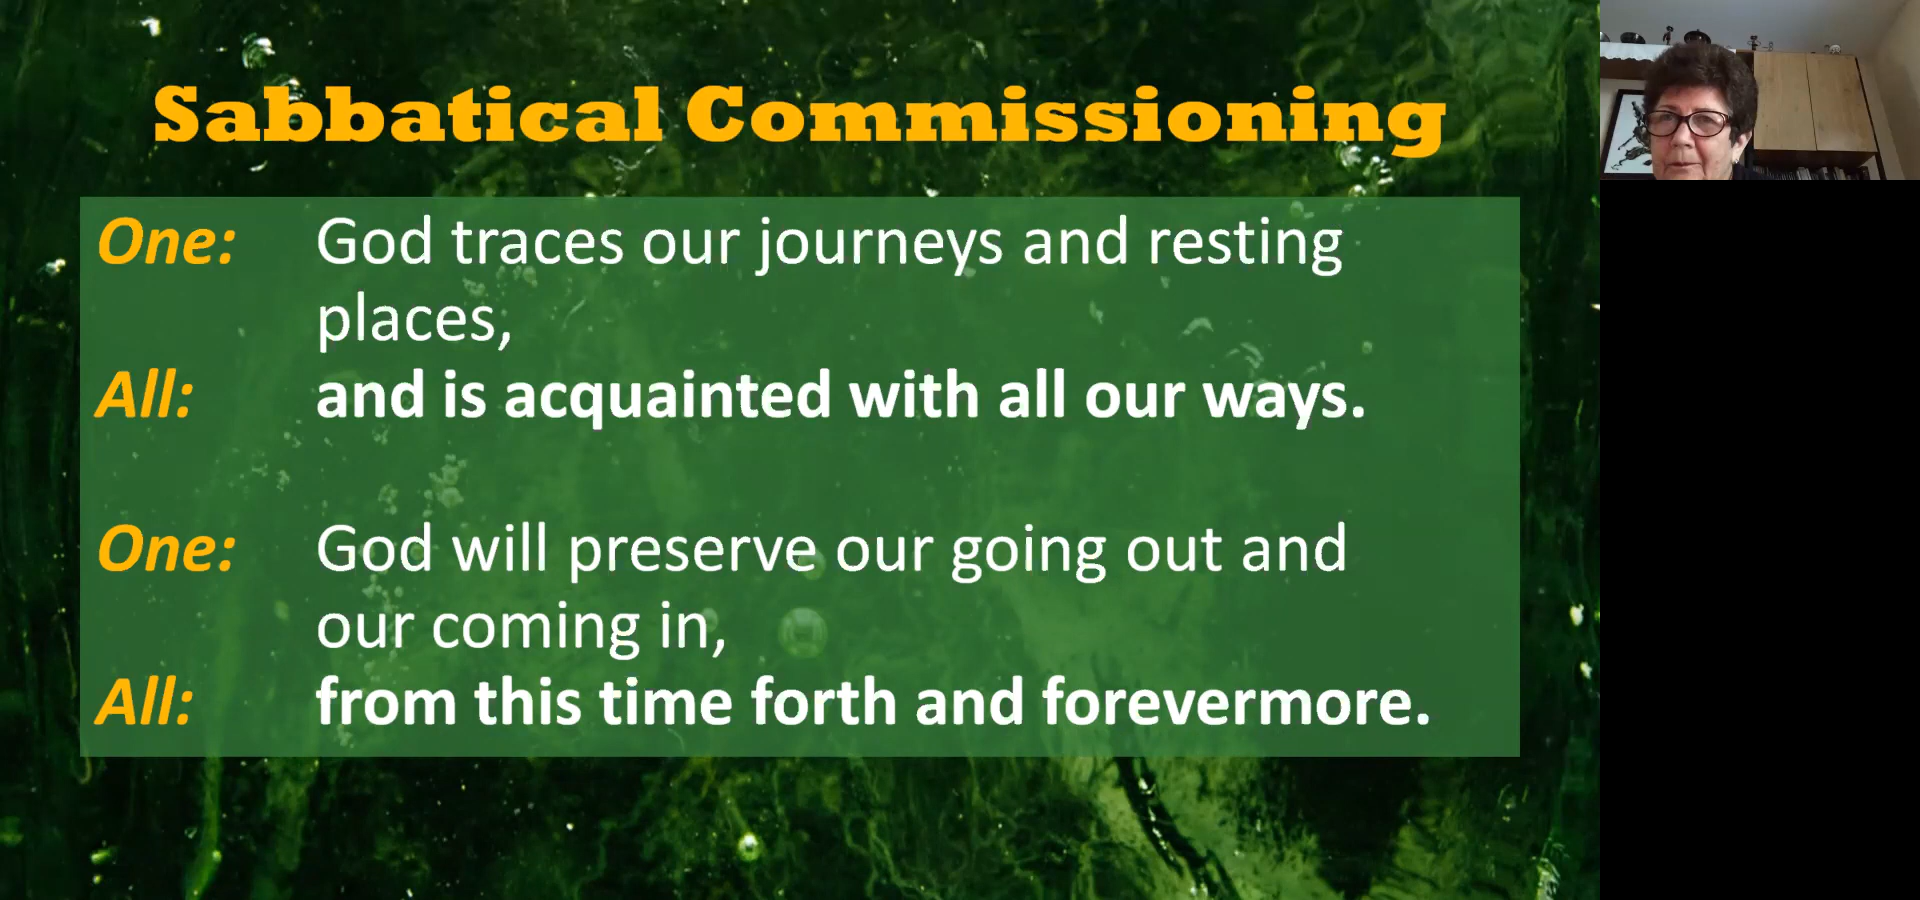 Sabbatical Commissioning
One: God traces our journeys and resting
places,
All: and is acquainted with all our ways.
One: God will preserve our going out and
our coming in,
All: from this time forth and forevermore.